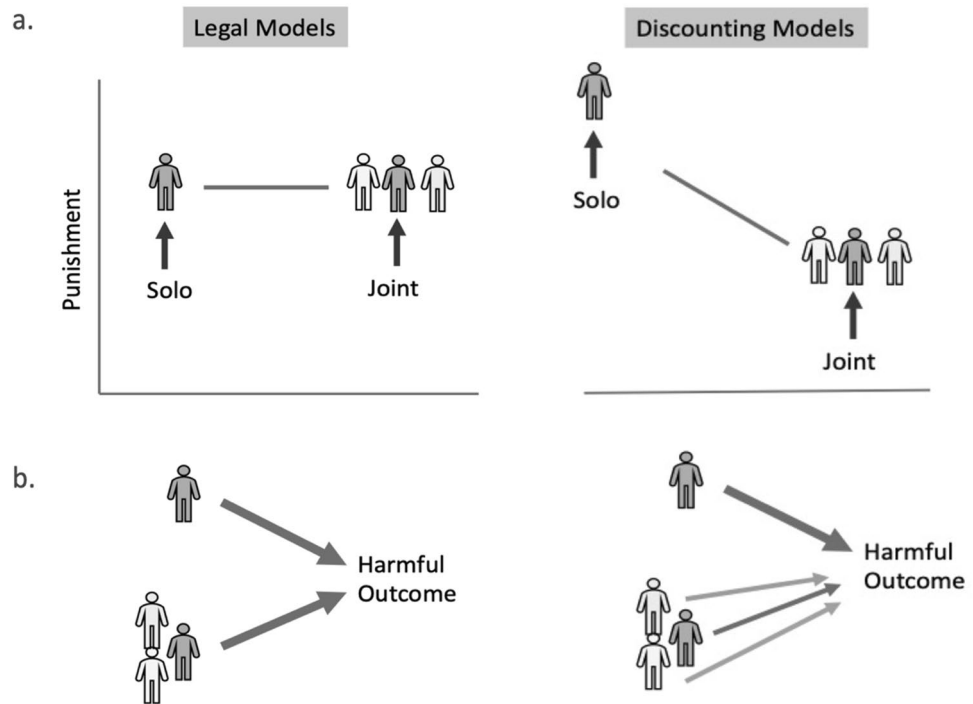 a.
Legal Models
Discounting Models
Punishment
Solo
Joint
Solo
Joint
b.
Harmful
Outcome
Harmful
Outcome